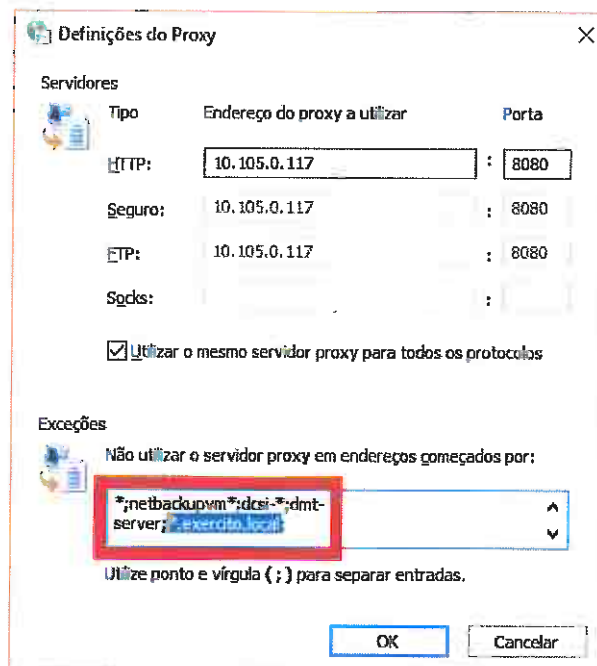 Definições do Proxy
Servidores
Tipo Endereço do proxy a utilizar Porta
HTTP: 10.105.0.117 : 8080
Seguro: 10.105.0.117 : 8080
FTP: 10.105.0.117 : 8080
Socks: :
Utilizar o mesmo servidor proxy para todos os protocolos
Exceções
Não utilizar o servidor proxy em endereços começados por:
*;netbackupvm*;dcsi-*;dmt-
server; *.exercito.local;
Utilize ponto e vírgula ( ; ) para separar entradas.
OK Cancelar